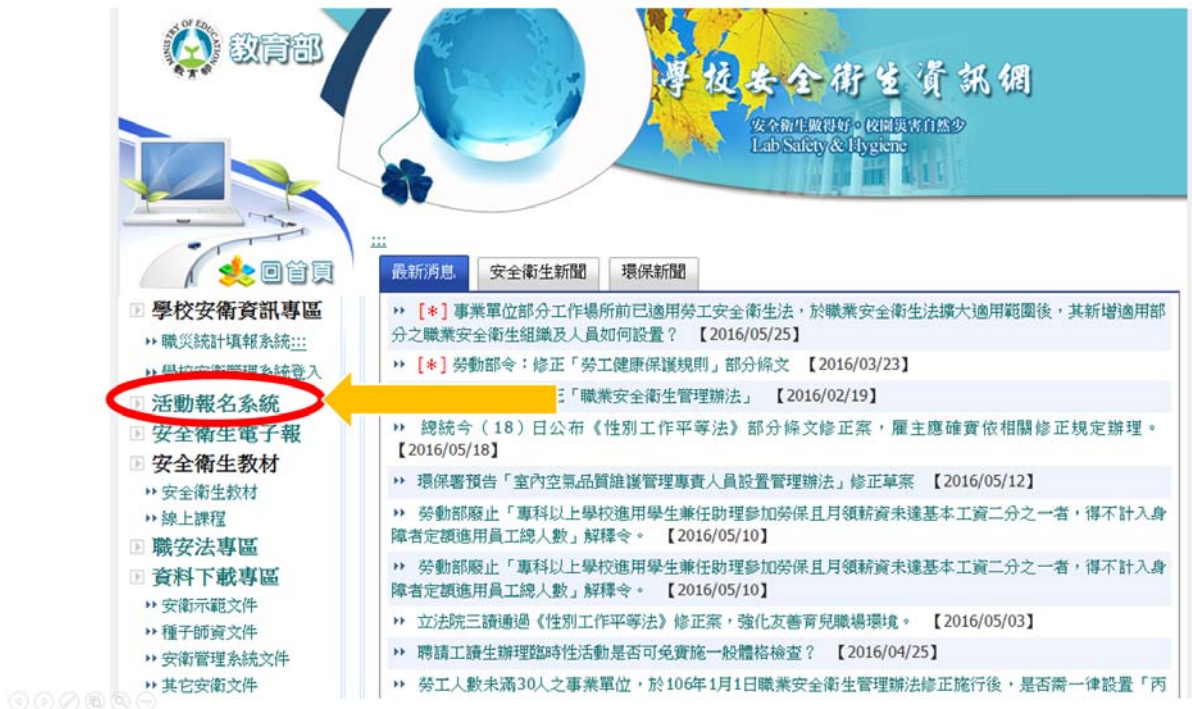 MINISTRY OF EDUCATION
教育部
教育部
學校安全衛生資訊網
安全衛生做得好，校園災害自然少
Lab Safety & Hygiene
回首頁
:::
最新消息
安全衛生新聞
環保新聞
學校安衛資訊專區
職災統計填報系統:::
學校安衛管理系統登入
活動報名系統
安全衛生電子報
安全衛生教材
安全衛生教材
線上課程
職安法專區
資料下載專區
安衛示範文件
種子師資文件
安衛管理系統文件
其它安衛文件
[*] 事業單位部分工作場所前已適用勞工安全衛生法，於職業安全衛生法擴大適用範圍後，其新增適用部
分之職業安全衛生組織及人員如何設置？ 【2016/05/25】
[*] 勞動部令：修正「勞工健康保護規則」部分條文 【2016/03/23】
「職業安全衛生管理辦法」 【2016/02/19】
總統今（18）日公布《性別工作平等法》部分條文修正案，雇主應確實依相關修正規定辦理。
【2016/05/18】
環保署預告「室內空氣品質維護管理專責人員設置管理辦法」修正草案 【2016/05/12】
勞動部廢止「專科以上學校進用學生兼任助理參加勞保且月領薪資未達基本工資二分之一者，得不計入身
障者定額進用員工總人數」解釋令。 【2016/05/10】
勞動部廢止「專科以上學校進用學生兼任助理參加勞保且月領薪資未達基本工資二分之一者，得不計入身
障者定額進用員工總人數」解釋令。 【2016/05/10】
立法院三讀通過《性別工作平等法》修正案，強化友善育兒職場環境。 【2016/05/03】
聘請工讀生辦理臨時性活動是否可免實施一般體格檢查？ 【2016/04/25】
勞工人數未滿30人之事業單位，於106年1月1日職業安全衛生管理辦法修正施行後，是否需一律設置「丙